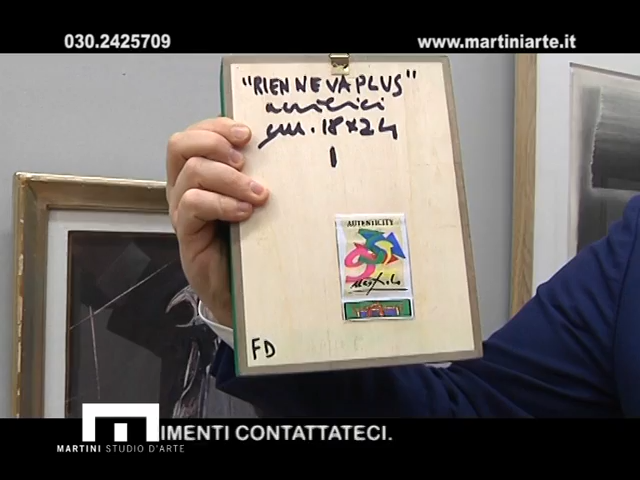 030.2425709
www.martiniarte.it
"RIEN NE VA PLUS"
acrilici
cm. 18x24
1
AUTENTICITY
FD
IMENTI CONTATTATECI.
MARTINI STUDIO D'ARTE